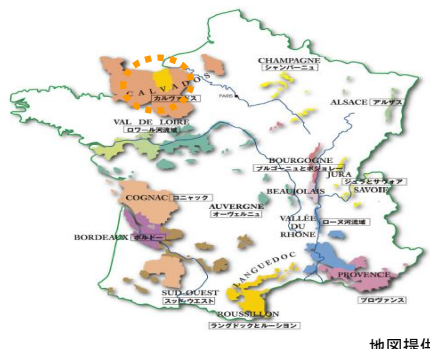 CHAMPAGNE
シャンパーニュ
CALVADOS
カルヴァドス
PARIS
ALSACE アルザス
VAL DE LOIRE
ロワール河流域
BOURGOGNE
ブルゴーニュとボジョレー
JURA
ジュラとサヴォア
SAVOIE
BEAUJOLAIS
COGNAC コニャック
AUVERGNE
オーヴェルニュ
VALLÉE
DU
RHÔNE
ローヌ河流域
BORDEAUX ボルドー
LANGUEDOC
PROVENCE
プロヴァンス
SUD-OUEST
スッド・ウエスト
ROUSSILLON
ラングドックとルーション
地図提供